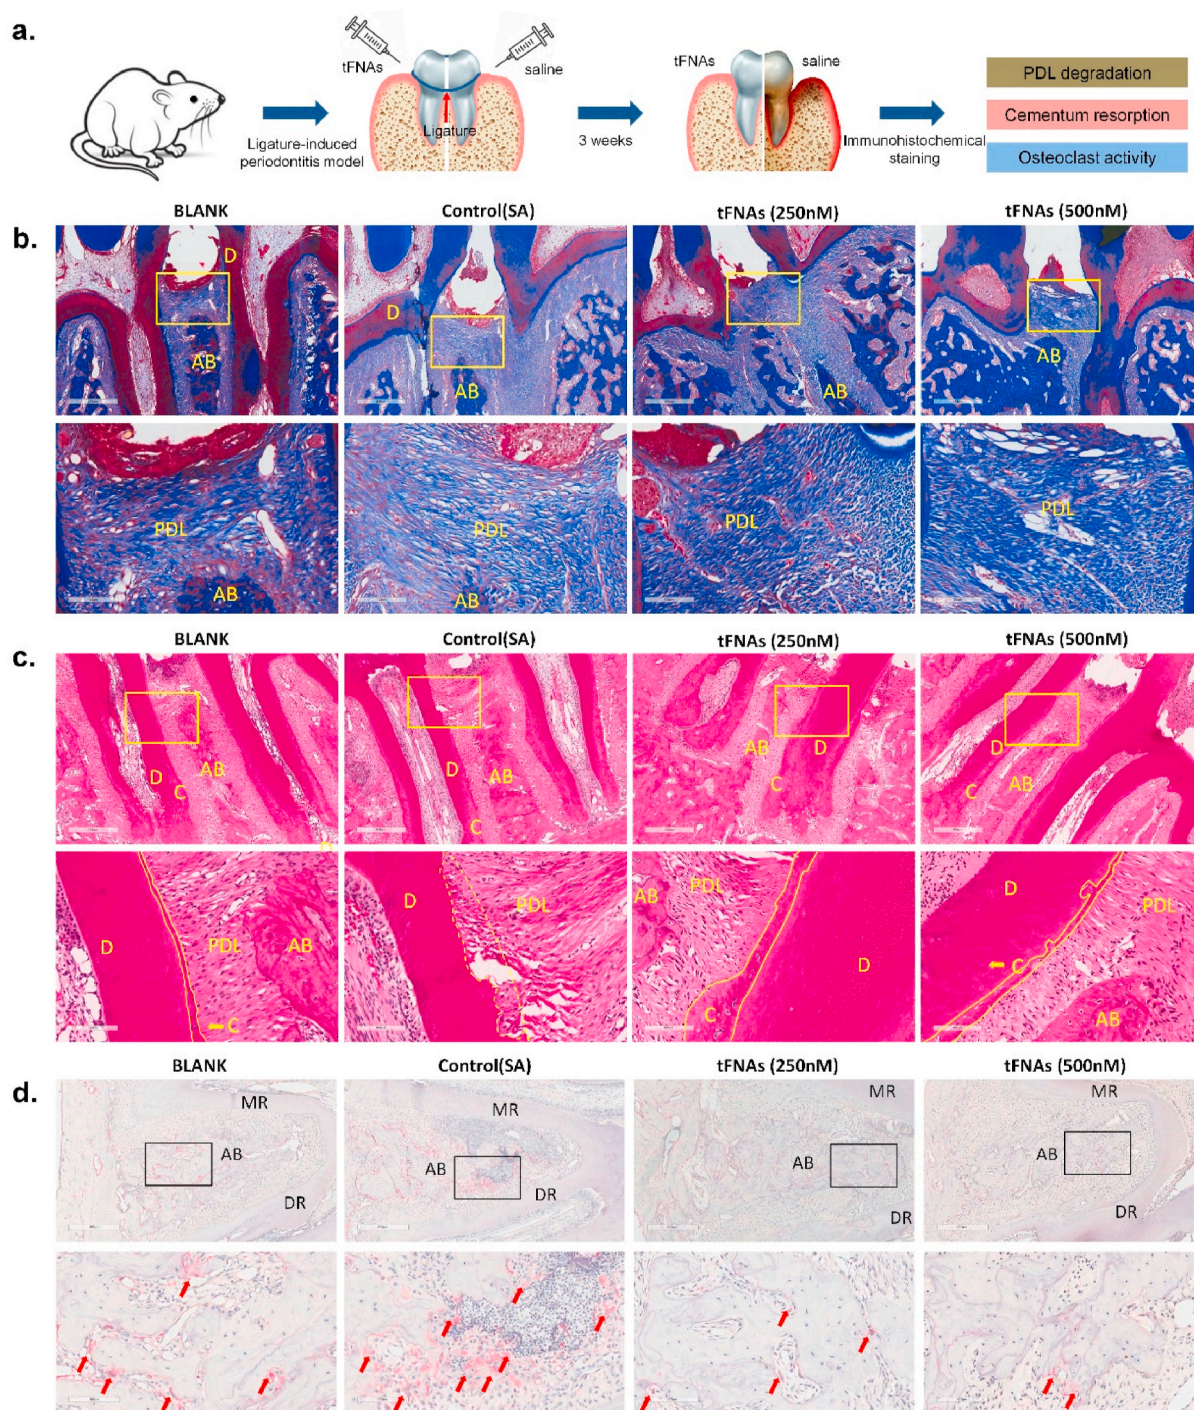 a.
tFNAs
saline
Ligature
Ligature-induced
periodontitis model
3 weeks
tFNAs
saline
Immunohistochemical
staining
PDL degradation
Cementum resorption
Osteoclast activity
b.
BLANK
Control(SA)
tFNAs (250nM)
tFNAs (500nM)
D
AB
D
AB
AB
AB
PDL
AB
PDL
AB
PDL
PDL
c.
BLANK
Control(SA)
tFNAs (250nM)
tFNAs (500nM)
D
AB
C
D
AB
C
AB
D
C
D
AB
C
D
PDL
AB
C
D
PDL
AB
PDL
D
C
D
C
PDL
AB
d.
BLANK
Control(SA)
tFNAs (250nM)
tFNAs (500nM)
MR
AB
DR
MR
AB
DR
MR
AB
DR
MR
AB
DR